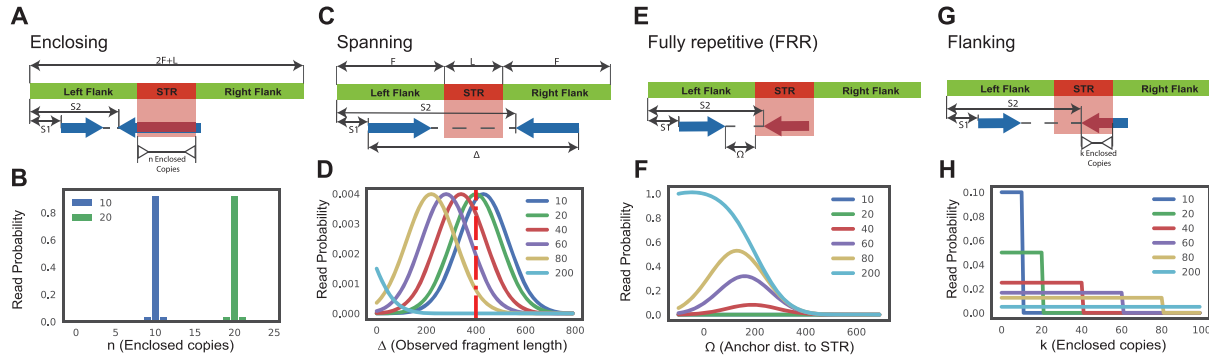 A
Enclosing
2F+L
Left Flank STR Right Flank
S2
S1
n Enclosed
Copies
B
Read Probability
0.8
0.6
0.4
0.2
0.0
10
20
0 5 10 15 20 25
n (Enclosed copies)
C
Spanning
F L F
Left Flank STR Right Flank
S2
S1
Δ
D
Read Probability
0.004
0.003
0.002
0.001
0.000
10
20
40
60
80
200
0 200 400 600 800
Δ (Observed fragment length)
E
Fully repetitive (FRR)
Left Flank STR Right Flank
S2
S1
Ω
F
Read Probability
1.0
0.8
0.6
0.4
0.2
0.0
10
20
40
60
80
200
0 200 400 600
Ω (Anchor dist. to STR)
G
Flanking
Left Flank STR Right Flank
S2
S1
k Enclosed
Copies
H
Read Probability
0.10
0.08
0.06
0.04
0.02
0.00
10
20
40
60
80
200
0 20 40 60 80 100
k (Enclosed copies)